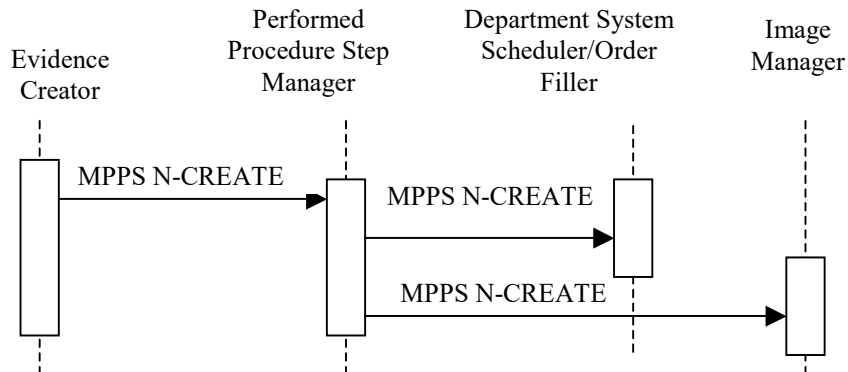 Evidence
Creator
Performed
Procedure Step
Manager
Department System
Scheduler/Order
Filler
Image
Manager
MPPS N-CREATE
MPPS N-CREATE
MPPS N-CREATE